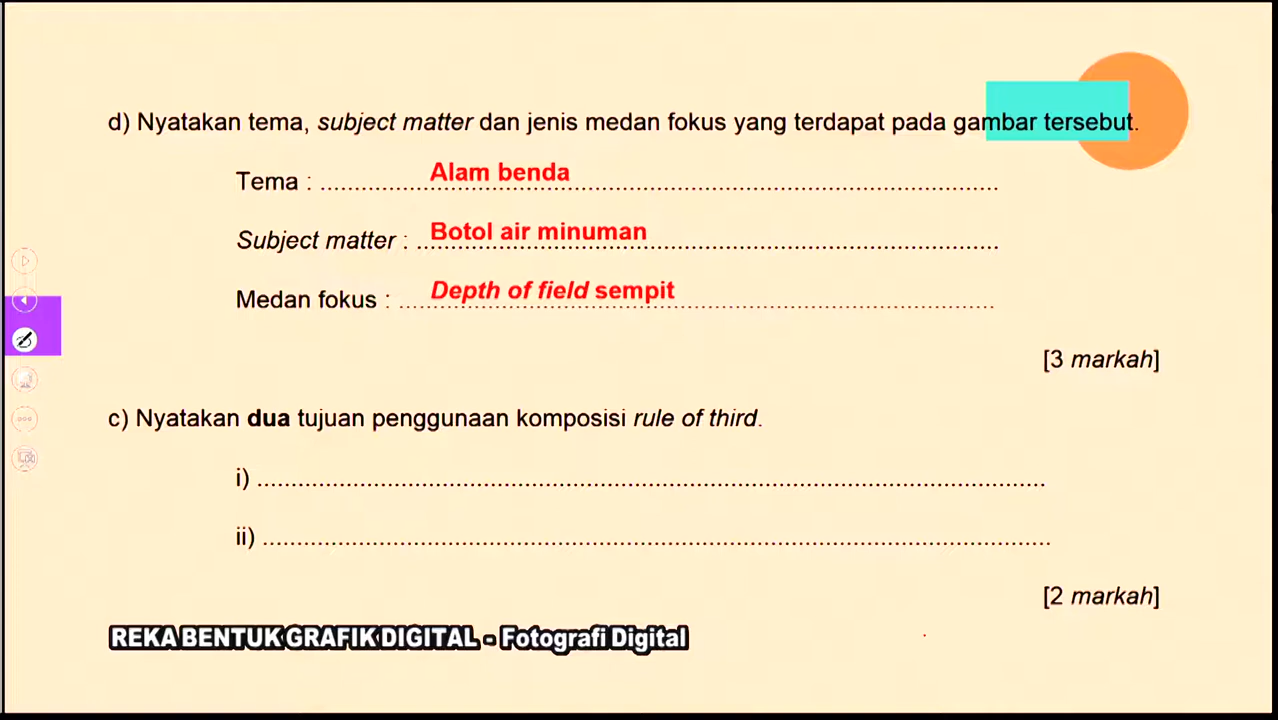 d) Nyatakan tema, subject matter dan jenis medan fokus yang terdapat pada gambar tersebut.
Tema : .......... Alam benda ..........
Subject matter : .......... Botol air minuman ..........
Medan fokus : .......... Depth of field sempit ..........
[3 markah]
c) Nyatakan dua tujuan penggunaan komposisi rule of third.
i) ....................
ii) ....................
[2 markah]
REKA BENTUK GRAFIK DIGITAL - Fotografi Digital